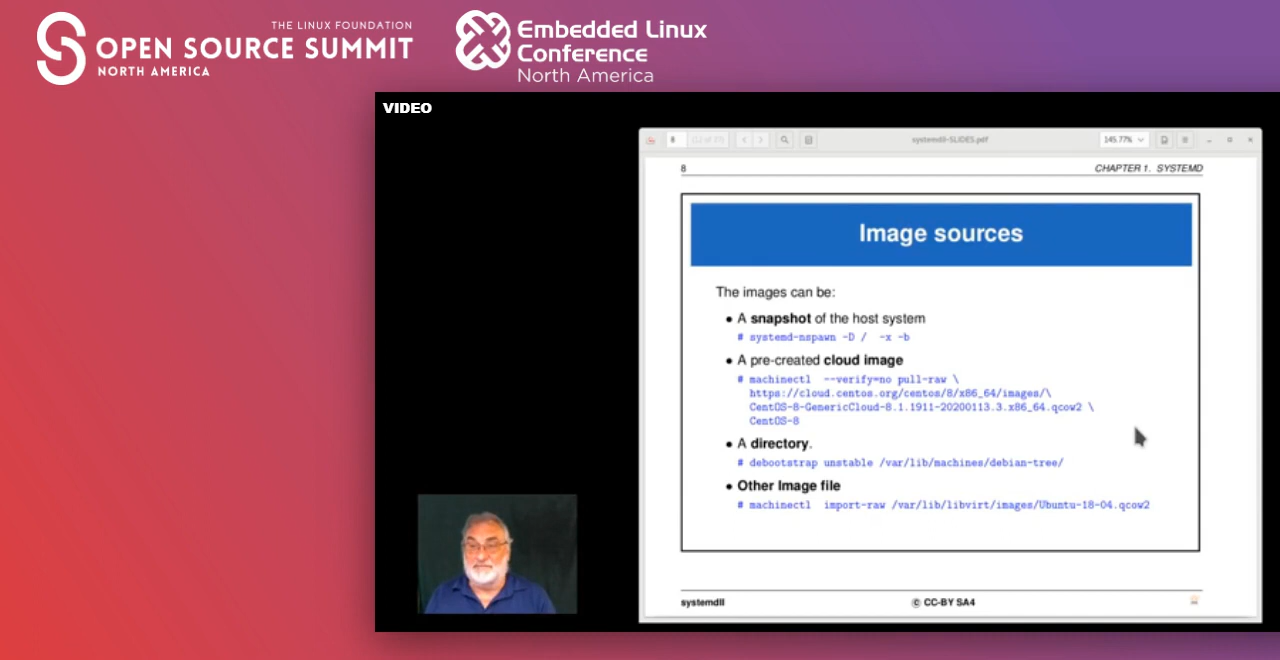 THE LINUX FOUNDATION
OPEN SOURCE SUMMIT
NORTH AMERICA
Embedded Linux
Conference
North America
VIDEO
8 (12 of 37) systemdII-SLIDES.pdf 145.77%
8 CHAPTER 1. SYSTEMD
Image sources
The images can be:
• A snapshot of the host system
# systemd-nspawn -D / -x -b
• A pre-created cloud image
# machinectl --verify=no pull-raw \
https://cloud.centos.org/centos/8/x86_64/images/\
CentOS-8-GenericCloud-8.1.1911-20200113.3.x86_64.qcow2 \
CentOS-8
• A directory.
# debootstrap unstable /var/lib/machines/debian-tree/
• Other Image file
# machinectl import-raw /var/lib/libvirt/images/Ubuntu-18-04.qcow2
systemdII © CC-BY SA4